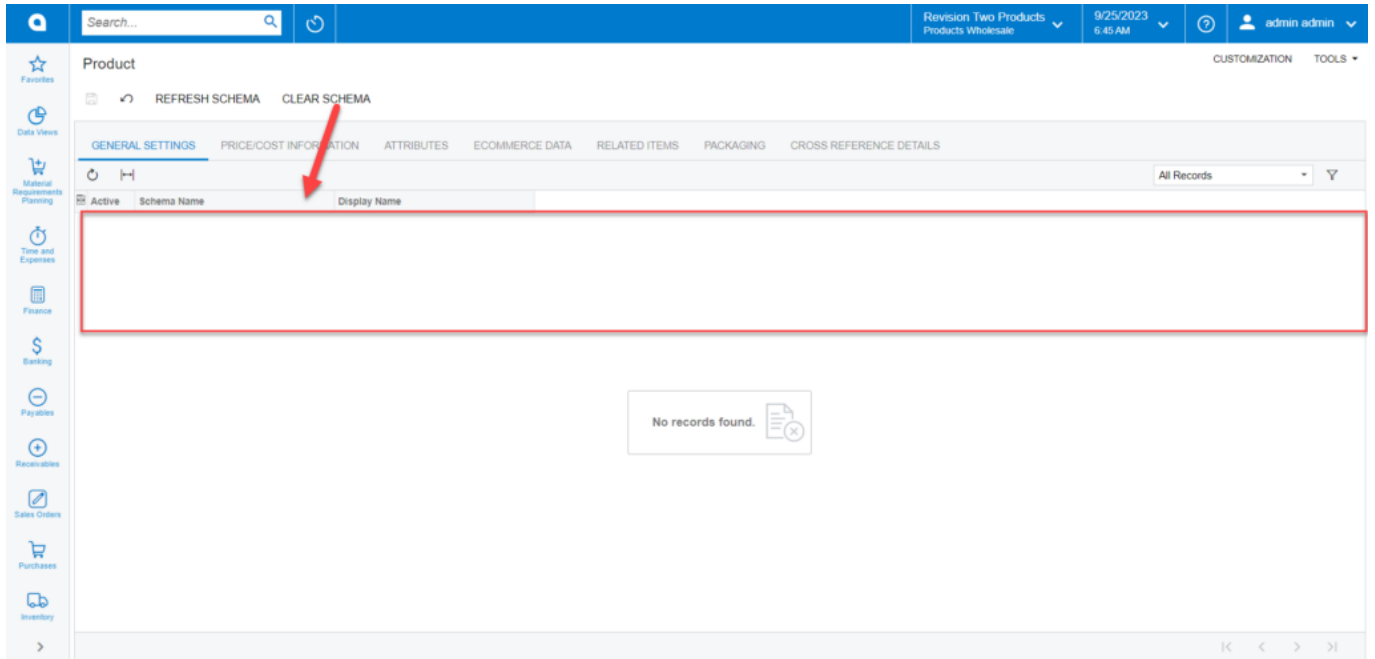 Search...
Revision Two Products
Products Wholesale
9/25/2023
6:45 AM
admin admin
Favorites
Data Views
Material
Requirements
Planning
Time and
Expenses
Finance
Banking
Payables
Receivables
Sales Orders
Purchases
Inventory
Product
CUSTOMIZATION TOOLS
REFRESH SCHEMA CLEAR SCHEMA
GENERAL SETTINGS PRICE/COST INFORMATION ATTRIBUTES ECOMMERCE DATA RELATED ITEMS PACKAGING CROSS REFERENCE DETAILS
All Records
Active Schema Name Display Name
No records found.